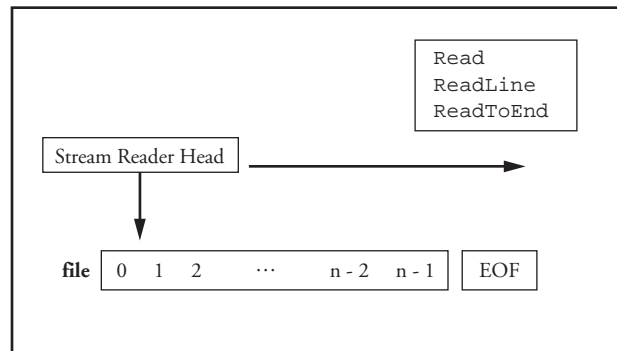 Read
ReadLine
ReadToEnd
Stream Reader Head
file 0 1 2 ... n - 2 n - 1 EOF